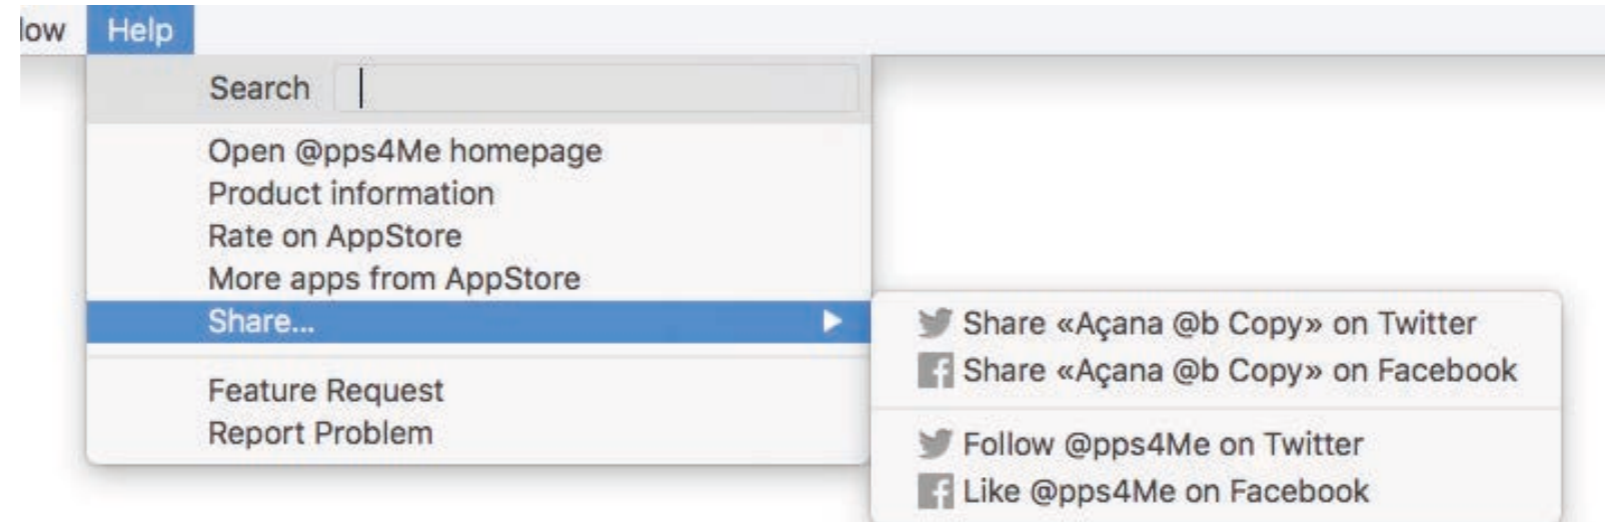 low Help
Search
Open @pps4Me homepage
Product information
Rate on AppStore
More apps from AppStore
Share...
Feature Request
Report Problem
Share «Açana @b Copy» on Twitter
Share «Açana @b Copy» on Facebook
Follow @pps4Me on Twitter
Like @pps4Me on Facebook